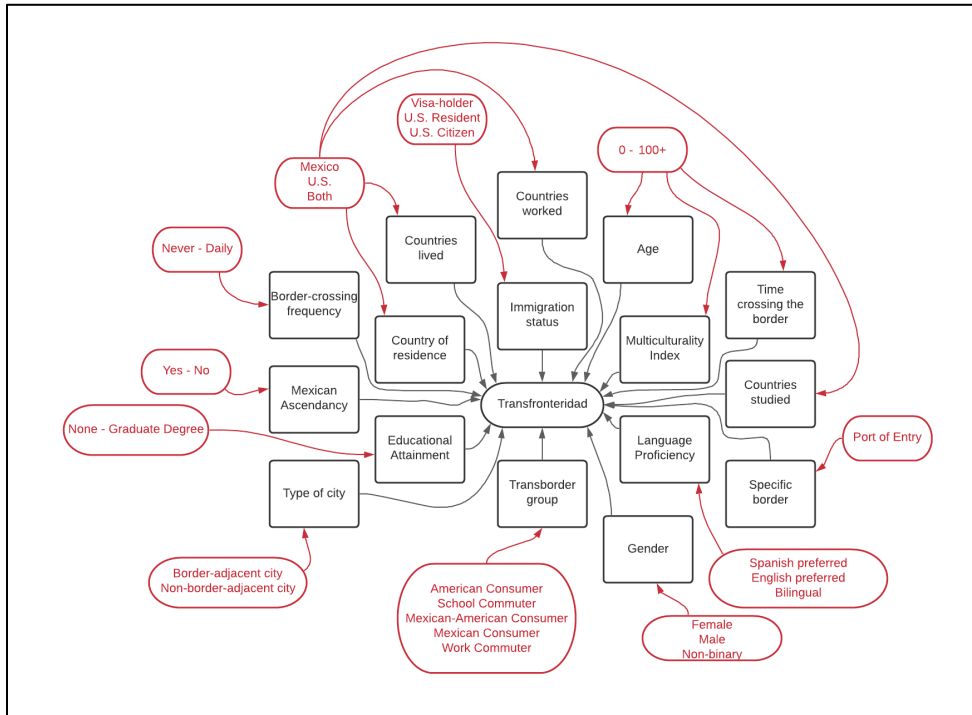 Visa-holder
U.S. Resident
U.S. Citizen
0 - 100+
Mexico
U.S.
Both
Countries
worked
Countries
lived
Age
Never - Daily
Border-crossing
frequency
Immigration
status
Time
crossing the
border
Country of
residence
Multiculturality
Index
Yes - No
Mexican
Ascendancy
Transfronteridad
Countries
studied
None - Graduate Degree
Educational
Attainment
Language
Proficiency
Port of Entry
Type of city
Transborder
group
Specific
border
Gender
Border-adjacent city
Non-border-adjacent city
Spanish preferred
English preferred
Bilingual
American Consumer
School Commuter
Mexican-American Consumer
Mexican Consumer
Work Commuter
Female
Male
Non-binary